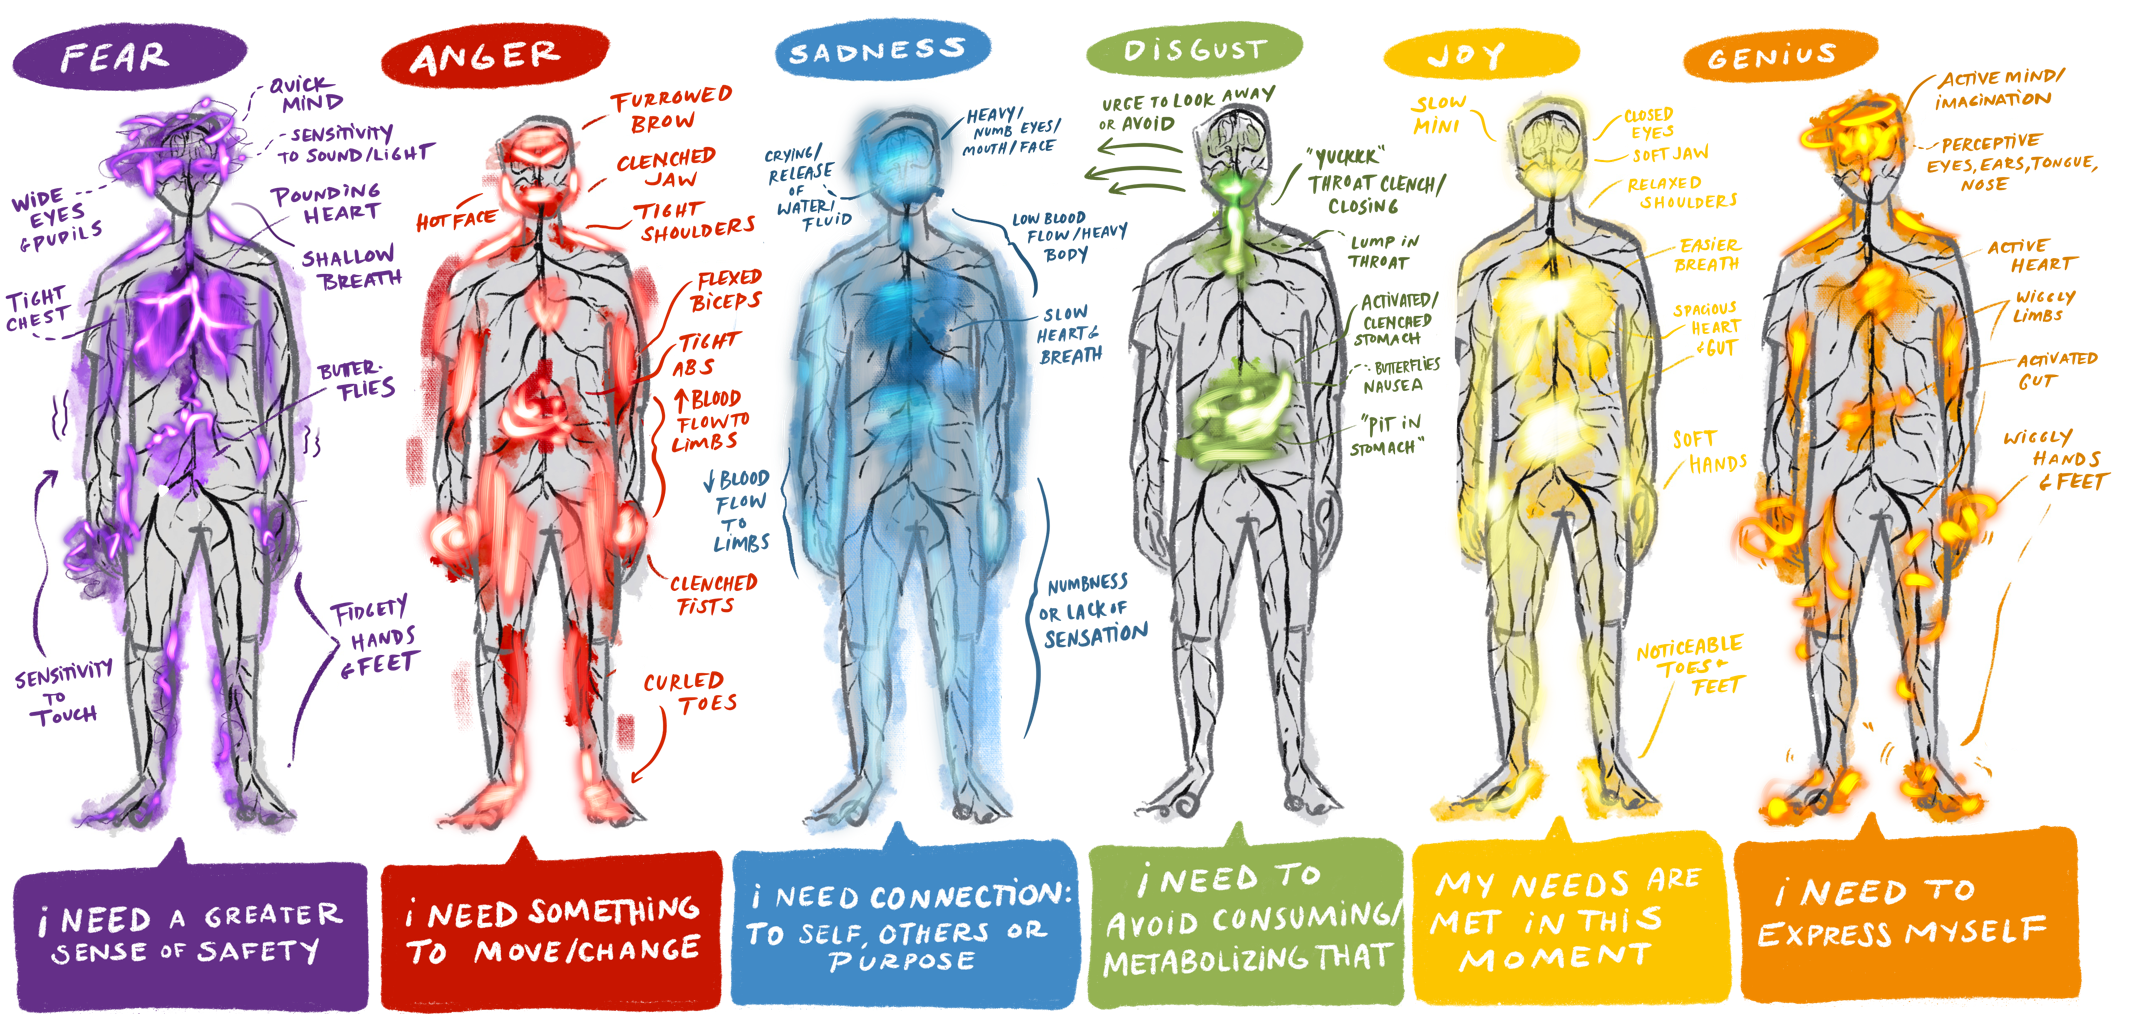 FEAR
QUICK
MIND
SENSITIVITY
TO SOUND/LIGHT
WIDE
EYES
& PUPILS
POUNDING
HEART
SHALLOW
BREATH
TIGHT
CHEST
BUTTER-
FLIES
SENSITIVITY
TO
TOUCH
FIDGETY
HANDS
& FEET
i NEED A GREATER
SENSE OF SAFETY
ANGER
FURROWED
BROW
CLENCHED
JAW
HOT FACE
TIGHT
SHOULDERS
FLEXED
BICEPS
TIGHT
ABS
↑ BLOOD
FLOW TO
LIMBS
CLENCHED
FISTS
CURLED
TOES
i NEED SOMETHING
TO MOVE/CHANGE
SADNESS
HEAVY/
NUMB EYES/
MOUTH/FACE
CRYING/
RELEASE
OF
WATER/
FLUID
LOW BLOOD
FLOW/HEAVY
BODY
SLOW
HEART &
BREATH
↓ BLOOD
FLOW
TO
LIMBS
NUMBNESS
OR LACK OF
SENSATION
i NEED CONNECTION:
TO SELF, OTHERS OR
PURPOSE
DISGUST
URGE TO LOOK AWAY
OR AVOID
"YUCKKK"
THROAT CLENCH/
CLOSING
LUMP IN
THROAT
ACTIVATED/
CLENCHED
STOMACH
BUTTERFLIES
NAUSEA
"PIT IN
STOMACH"
i NEED TO
AVOID CONSUMING/
METABOLIZING THAT
JOY
SLOW
MINI
CLOSED
EYES
SOFT JAW
RELAXED
SHOULDERS
EASIER
BREATH
SPACIOUS
HEART
& GUT
SOFT
HANDS
NOTICEABLE
TOES &
FEET
MY NEEDS ARE
MET IN THIS
MOMENT
GENIUS
ACTIVE MIND/
IMAGINATION
PERCEPTIVE
EYES, EARS, TONGUE,
NOSE
ACTIVE
HEART
WIGGLY
LIMBS
ACTIVATED
GUT
WIGGLY
HANDS
& FEET
i NEED TO
EXPRESS MYSELF